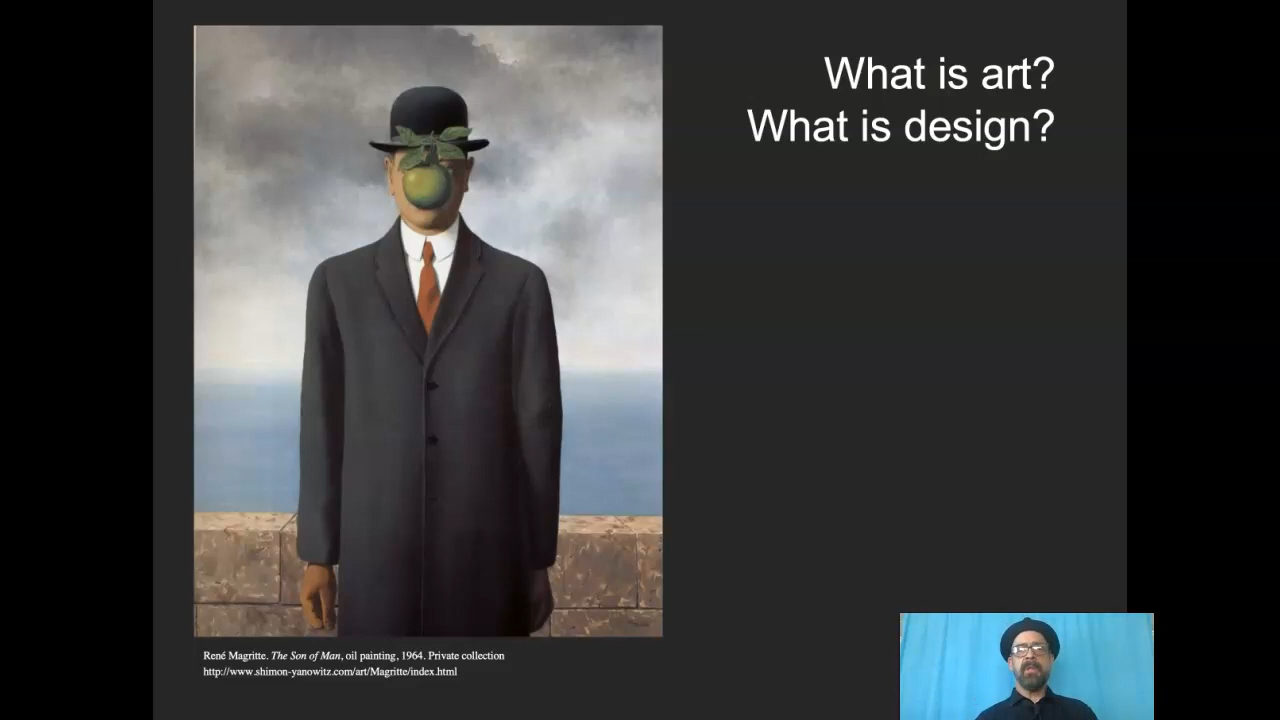 What is art?
What is design?
René Magritte. The Son of Man, oil painting, 1964. Private collection
http://www.shimon-yanowitz.com/art/Magritte/index.html